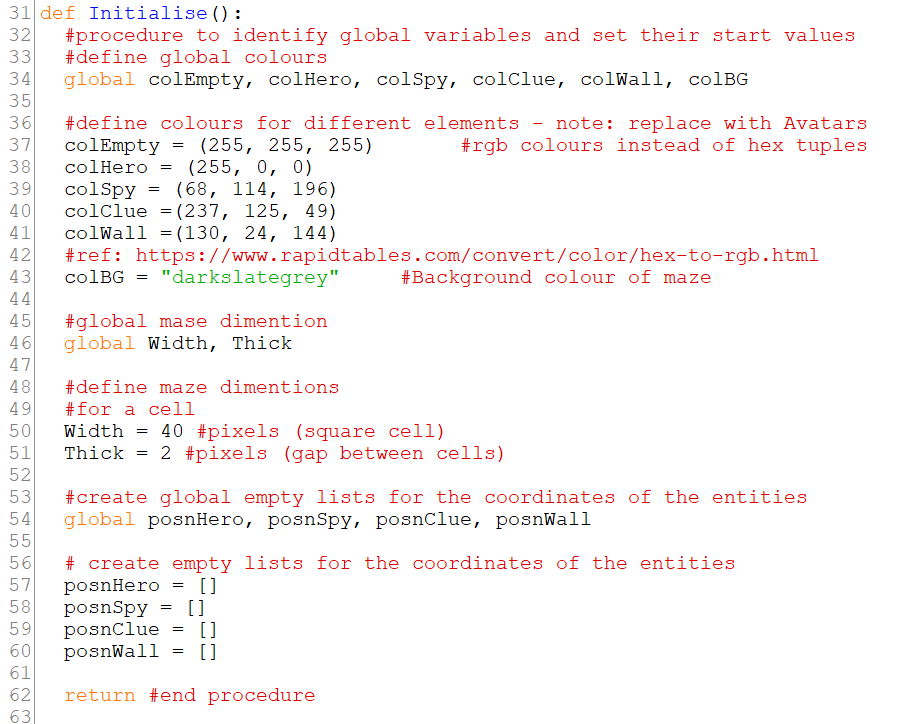 31 def Initialise():
32   #procedure to identify global variables and set their start values
33   #define global colours
34   global colEmpty, colHero, colSpy, colClue, colWall, colBG
35
36   #define colours for different elements - note: replace with Avatars
37   colEmpty = (255, 255, 255)       #rgb colours instead of hex tuples
38   colHero = (255, 0, 0)
39   colSpy = (68, 114, 196)
40   colClue =(237, 125, 49)
41   colWall =(130, 24, 144)
42   #ref: https://www.rapidtables.com/convert/color/hex-to-rgb.html
43   colBG = "darkslategrey"     #Background colour of maze
44
45   #global mase dimention
46   global Width, Thick
47
48   #define maze dimentions
49   #for a cell
50   Width = 40 #pixels (square cell)
51   Thick = 2 #pixels (gap between cells)
52
53   #create global empty lists for the coordinates of the entities
54   global posnHero, posnSpy, posnClue, posnWall
55
56   # create empty lists for the coordinates of the entities
57   posnHero = []
58   posnSpy = []
59   posnClue = []
60   posnWall = []
61
62   return #end procedure
63